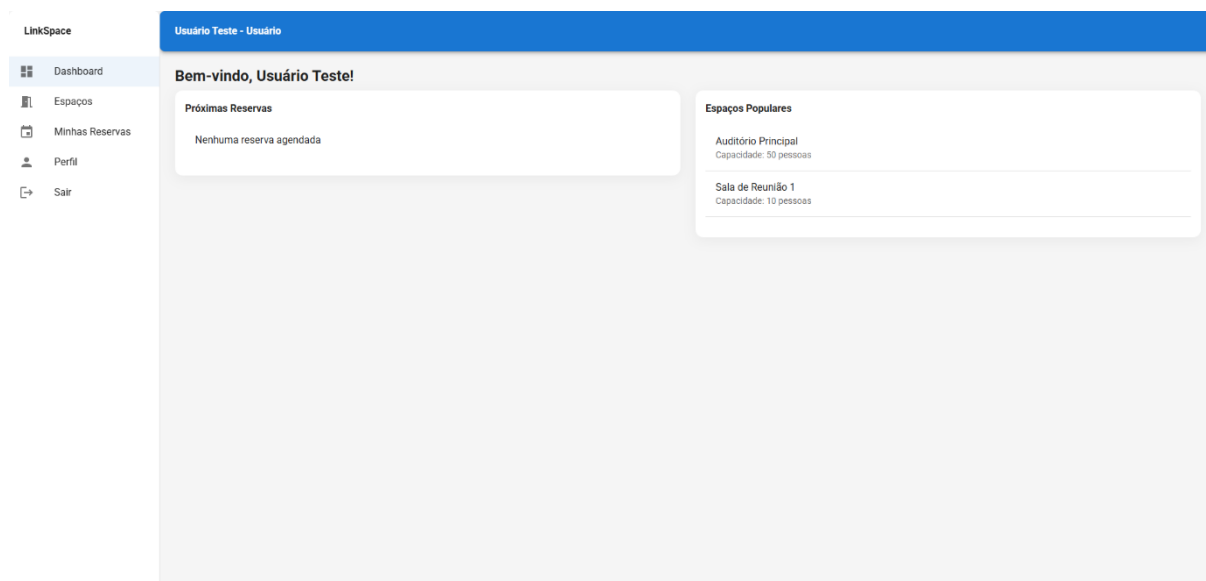 LinkSpace
Usuário Teste - Usuário
Dashboard
Espaços
Minhas Reservas
Perfil
Sair
Bem-vindo, Usuário Teste!
Próximas Reservas
Nenhuma reserva agendada
Espaços Populares
Auditório Principal
Capacidade: 50 pessoas
Sala de Reunião 1
Capacidade: 10 pessoas